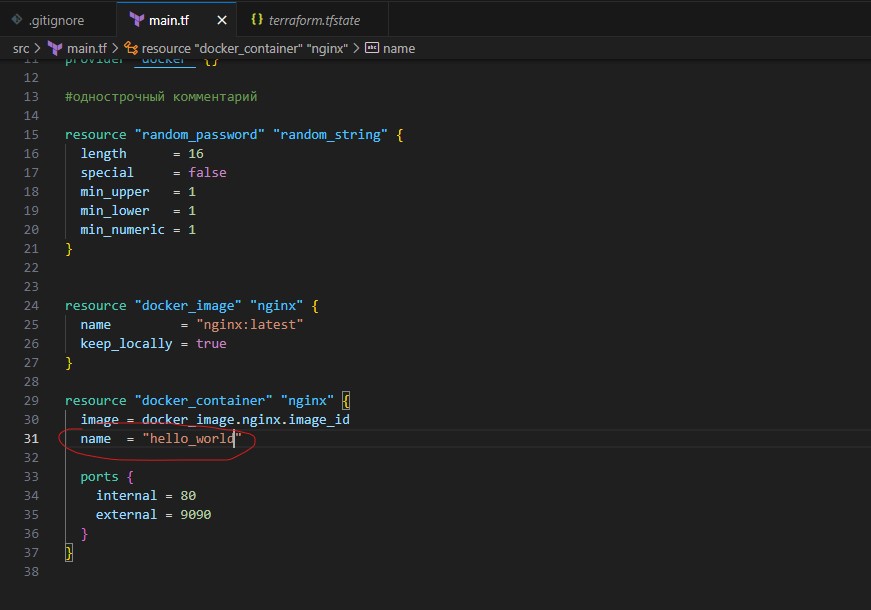 .gitignore main.tf {} terraform.tfstate
src > main.tf > resource "docker_container" "nginx" > abc name
11 provider "docker" {}
12
13 #однострочный комментарий
14
15 resource "random_password" "random_string" {
16 length = 16
17 special = false
18 min_upper = 1
19 min_lower = 1
20 min_numeric = 1
21 }
22
23
24 resource "docker_image" "nginx" {
25 name = "nginx:latest"
26 keep_locally = true
27 }
28
29 resource "docker_container" "nginx" {
30 image = docker_image.nginx.image_id
31 name = "hello_world"
32
33 ports {
34 internal = 80
35 external = 9090
36 }
37 }
38